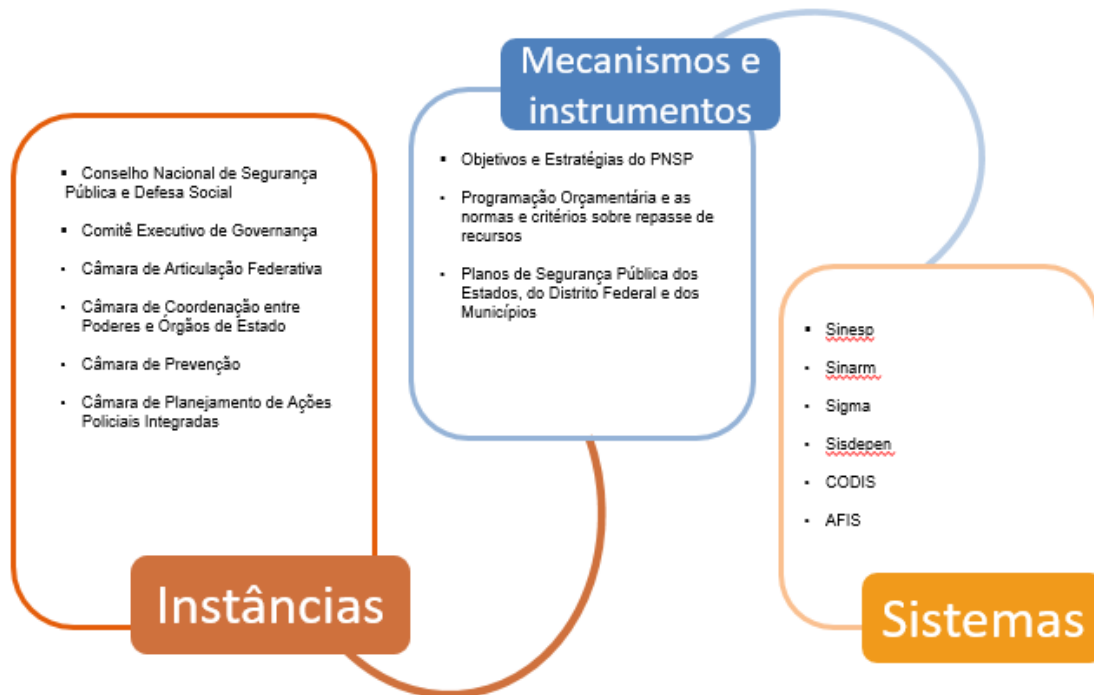 ▪ Conselho Nacional de Segurança
Pública e Defesa Social
▪ Comitê Executivo de Governança
▪ Câmara de Articulação Federativa
▪ Câmara de Coordenação entre
Poderes e Órgãos de Estado
▪ Câmara de Prevenção
▪ Câmara de Planejamento de Ações
Policiais Integradas
Instâncias
Mecanismos e
instrumentos
▪ Objetivos e Estratégias do PNSP
▪ Programação Orçamentária e as
normas e critérios sobre repasse de
recursos
▪ Planos de Segurança Pública dos
Estados, do Distrito Federal e dos
Municípios
▪ Sinesp
▪ Sinarm
▪ Sigma
▪ Sisdepen
▪ CODIS
▪ AFIS
Sistemas